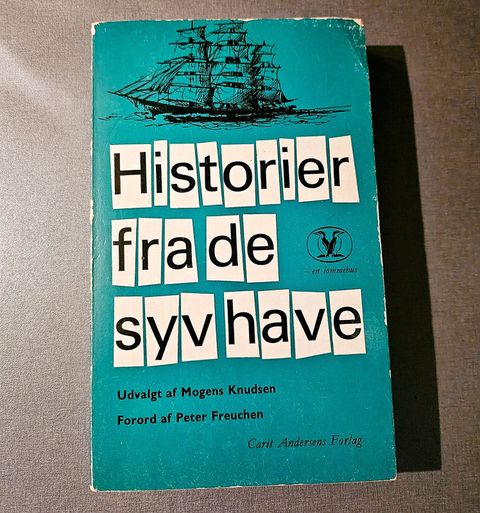 Historier
fra de
– en lommebus
syv have
Udvalgt af Mogens Knudsen
Forord af Peter Freuchen
Carit Andersens Forlag